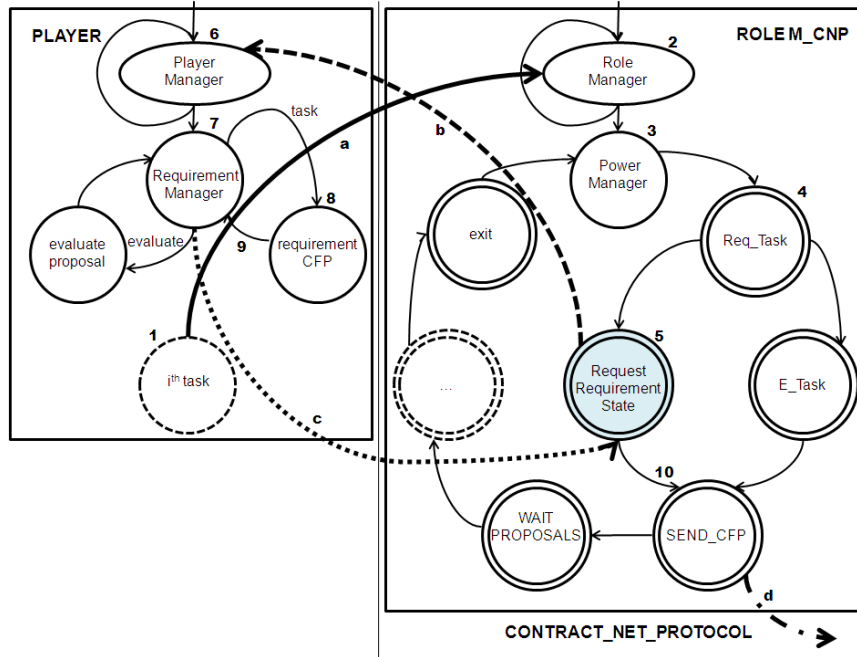 PLAYER
6
Player
Manager
7
Requirement
Manager
task
a
b
8
evaluate
proposal
evaluate
9
requirement
CFP
1
ith task
c
ROLE M_CNP
2
Role
Manager
3
Power
Manager
4
exit
Req_Task
5
...
Request
Requirement
State
E_Task
10
WAIT
PROPOSALS
SEND_CFP
d
CONTRACT_NET_PROTOCOL